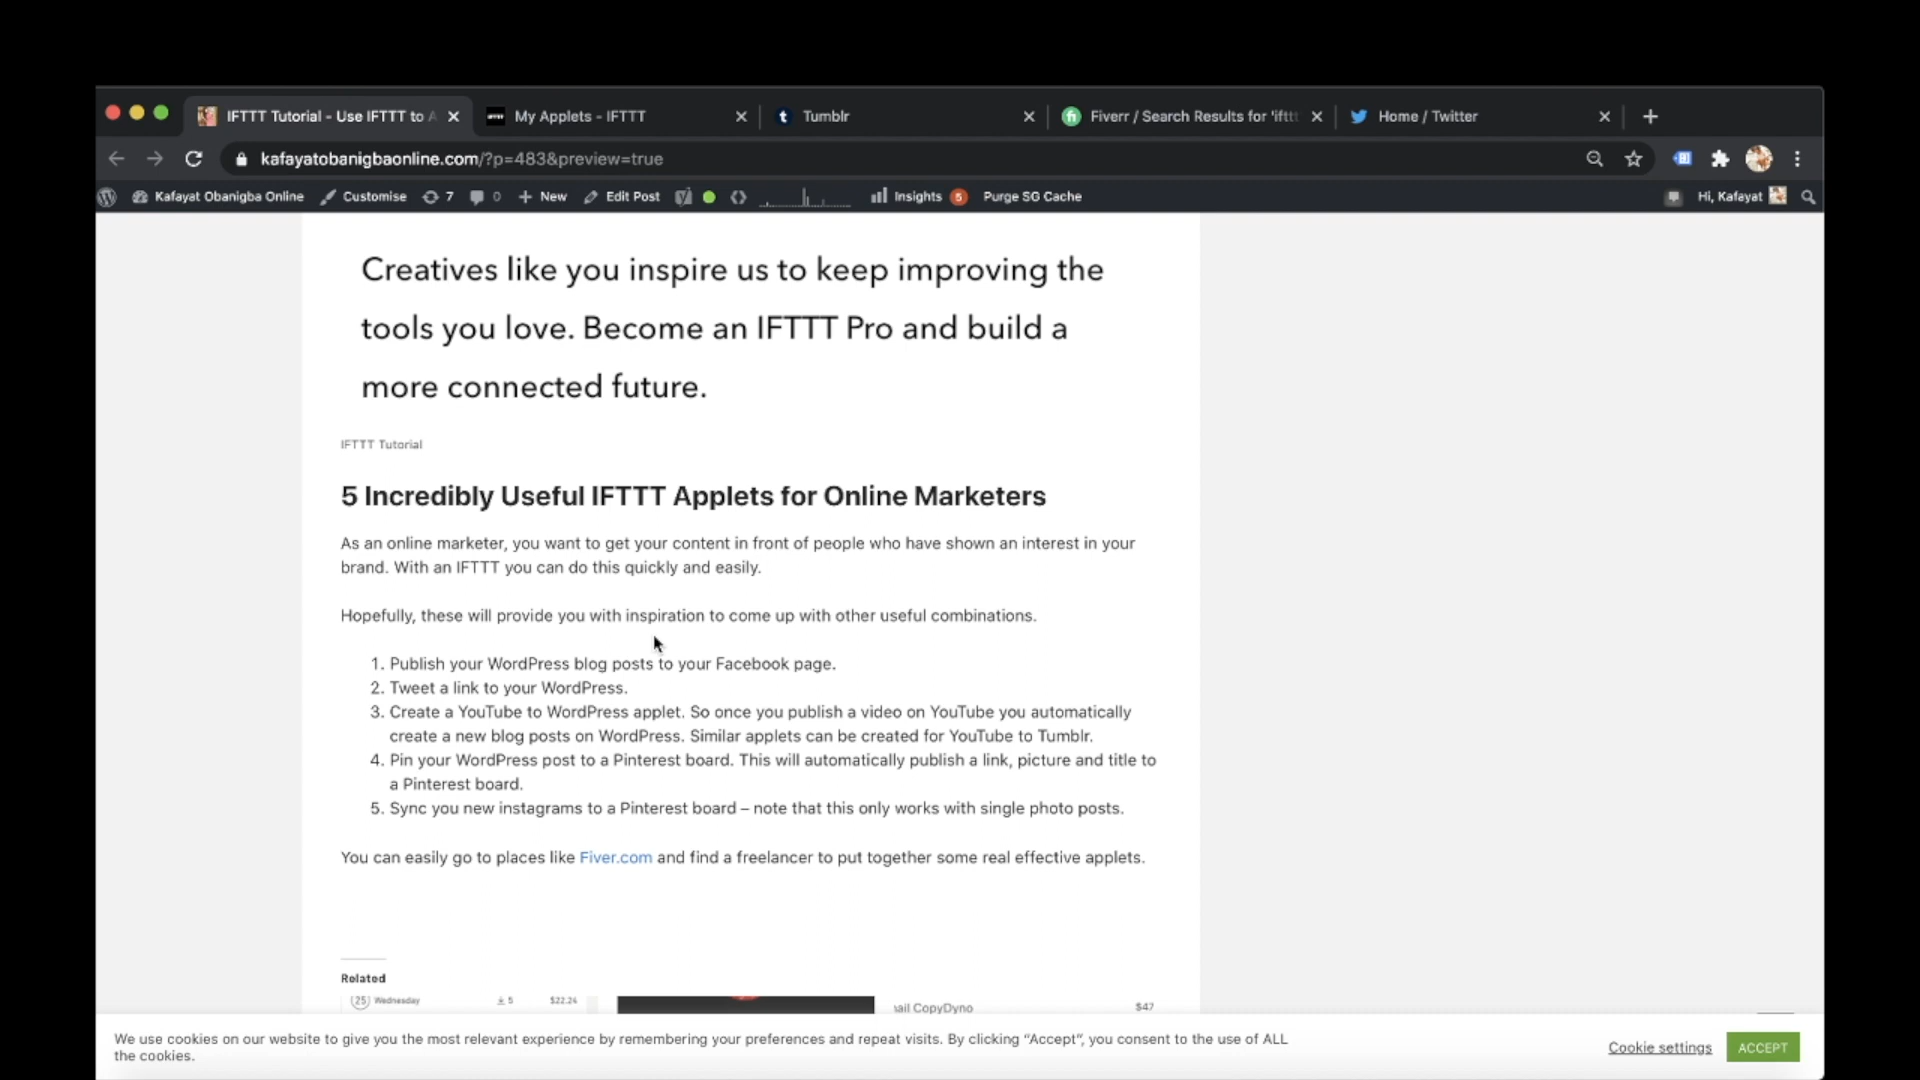 IFTTT Tutorial - Use IFTTT to A
My Applets - IFTTT
Tumblr
Fiverr / Search Results for 'ifttt
Home / Twitter
kafayatobanigbaonline.com/?p=483&preview=true
Kafayat Obanigba Online
Customise
7
0
New
Edit Post
Insights
5
Purge SG Cache
Hi, Kafayat
Creatives like you inspire us to keep improving the
tools you love. Become an IFTTT Pro and build a
more connected future.
IFTTT Tutorial
5 Incredibly Useful IFTTT Applets for Online Marketers
As an online marketer, you want to get your content in front of people who have shown an interest in your
brand. With an IFTTT you can do this quickly and easily.
Hopefully, these will provide you with inspiration to come up with other useful combinations.
1. Publish your WordPress blog posts to your Facebook page.
2. Tweet a link to your WordPress.
3. Create a YouTube to WordPress applet. So once you publish a video on YouTube you automatically
create a new blog posts on WordPress. Similar applets can be created for YouTube to Tumblr.
4. Pin your WordPress post to a Pinterest board. This will automatically publish a link, picture and title to
a Pinterest board.
5. Sync you new instagrams to a Pinterest board – note that this only works with single photo posts.
You can easily go to places like Fiver.com and find a freelancer to put together some real effective applets.
Related
25 Wednesday
5
$22.24
ail CopyDyno
$47
We use cookies on our website to give you the most relevant experience by remembering your preferences and repeat visits. By clicking “Accept”, you consent to the use of ALL
the cookies.
Cookie settings
ACCEPT